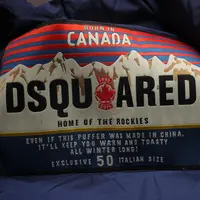 BORN IN
CANADA
DSQUARED
HOME OF THE ROCKIES
EVEN IF THIS PUFFER WAS MADE IN CHINA,
IT'LL KEEP YOU WARM AND TOASTY
ALL WINTER LONG!
EXCLUSIVE 50 ITALIAN SIZE